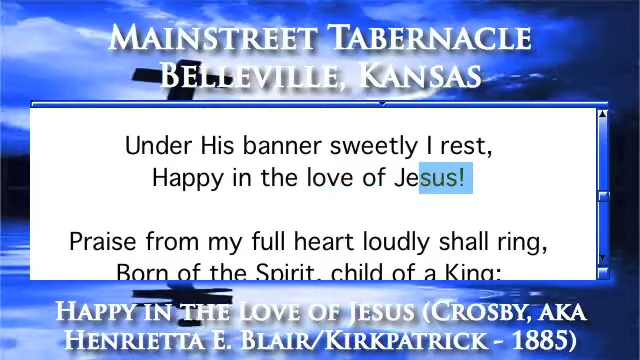 Mainstreet Tabernacle
Belleville, Kansas
Under His banner sweetly I rest,
Happy in the love of Jesus!
Praise from my full heart loudly shall ring,
Born of the Spirit, child of a King;
Happy in the Love of Jesus (Crosby, aka
Henrietta E. Blair/Kirkpatrick - 1885)